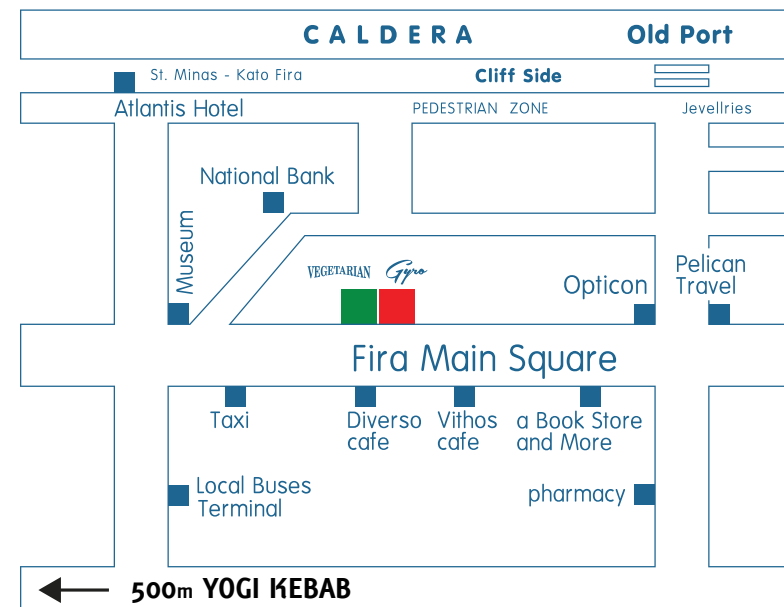 CALDERA
Old Port
St. Minas - Kato Fira
Cliff Side
Atlantis Hotel
PEDESTRIAN ZONE
Jevellries
National Bank
Museum
VEGETARIAN Gyro
Pelican
Travel
Opticon
Fira Main Square
Taxi
Diverso
cafe
Vithos
cafe
a Book Store
and More
Local Buses
Terminal
pharmacy
500m YOGI KEBAB